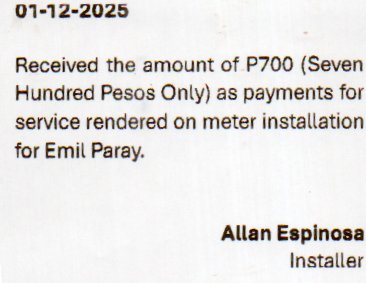 01-12-2025
Received the amount of P700 (Seven
Hundred Pesos Only) as payments for
service rendered on meter installation
for Emil Paray.
Allan Espinosa
Installer